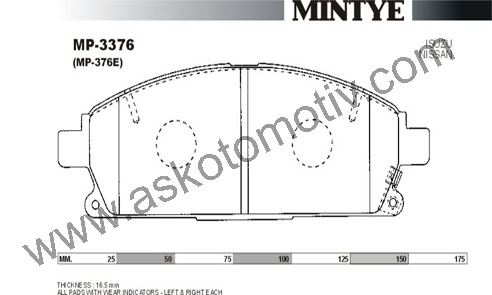 MINTYE
MP-3376
(MP-376E)
ISUZU
NISSAN
www.askotomotiv.com
MM. 25 50 75 100 125 150 175
THICKNESS : 16.5 mm
ALL PADS WITH WEAR INDICATORS - LEFT & RIGHT EACH